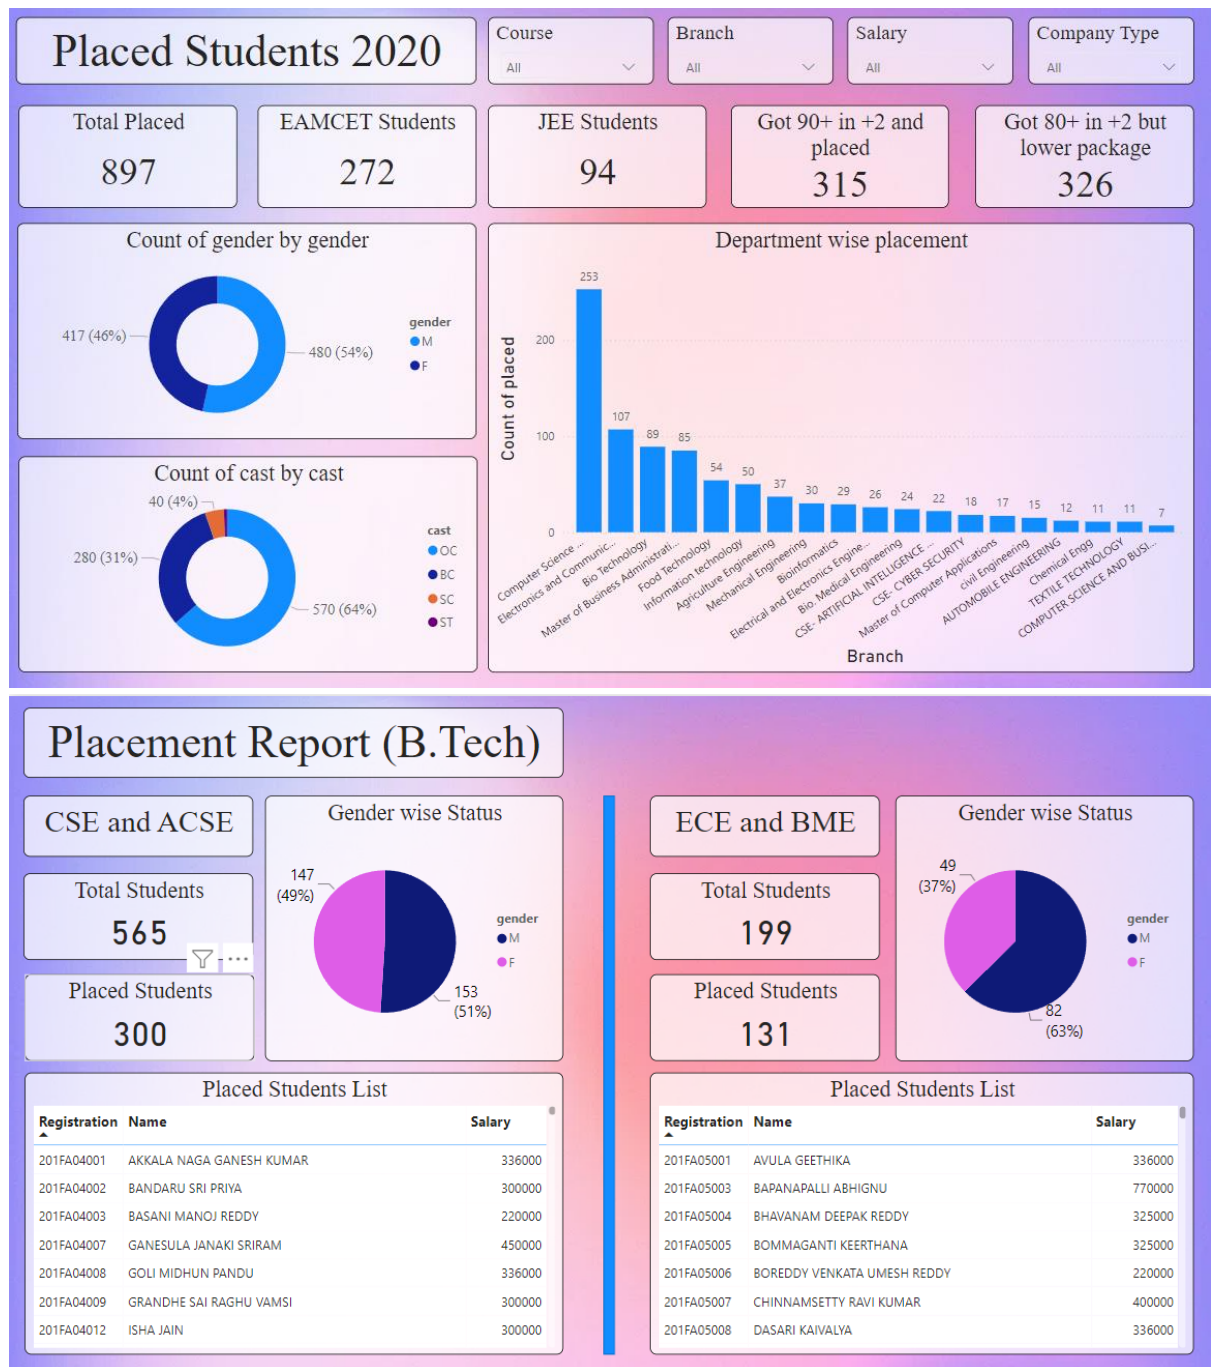 Placed Students 2020
Course
All
Branch
All
Salary
All
Company Type
All
Total Placed
897
EAMCET Students
272
JEE Students
94
Got 90+ in +2 and
placed
315
Got 80+ in +2 but
lower package
326
Count of gender by gender
417 (46%)
480 (54%)
gender
M
F
Count of cast by cast
40 (4%)
280 (31%)
570 (64%)
cast
OC
BC
SC
ST
Department wise placement
Count of placed
200
100
0
253
107
89
85
54
50
37
30
29
26
24
22
18
17
15
12
11
11
7
Computer Science ...
Electronics and Communic...
Bio Technology
Master of Business Administrati...
Food Technology
Information technology
Agriculture Engineering
Mechanical Engineering
Bioinformatics
Electrical and Electronics Engine...
Bio. Medical Engineering
CSE- ARTIFICIAL INTELLIGENCE ...
CSE- CYBER SECURITY
Master of Computer Applications
civil Engineering
AUTOMOBILE ENGINEERING
Chemical Engg
TEXTILE TECHNOLOGY
COMPUTER SCIENCE AND BUSI...
Branch
Placement Report (B.Tech)
CSE and ACSE
Total Students
565
Placed Students
300
Gender wise Status
147
(49%)
153
(51%)
gender
M
F
Placed Students List
Registration Name Salary
201FA04001 AKKALA NAGA GANESH KUMAR 336000
201FA04002 BANDARU SRI PRIYA 300000
201FA04003 BASANI MANOJ REDDY 220000
201FA04007 GANESULA JANAKI SRIRAM 450000
201FA04008 GOLI MIDHUN PANDU 336000
201FA04009 GRANDHE SAI RAGHU VAMSI 300000
201FA04012 ISHA JAIN 300000
ECE and BME
Total Students
199
Placed Students
131
Gender wise Status
49
(37%)
82
(63%)
gender
M
F
Placed Students List
Registration Name Salary
201FA05001 AVULA GEETHIKA 336000
201FA05003 BAPANAPALLI ABHIGNU 770000
201FA05004 BHAVANAM DEEPAK REDDY 325000
201FA05005 BOMMAGANTI KEERTHANA 325000
201FA05006 BOREDDY VENKATA UMESH REDDY 220000
201FA05007 CHINNAMSETTY RAVI KUMAR 400000
201FA05008 DASARI KAIVALYA 336000